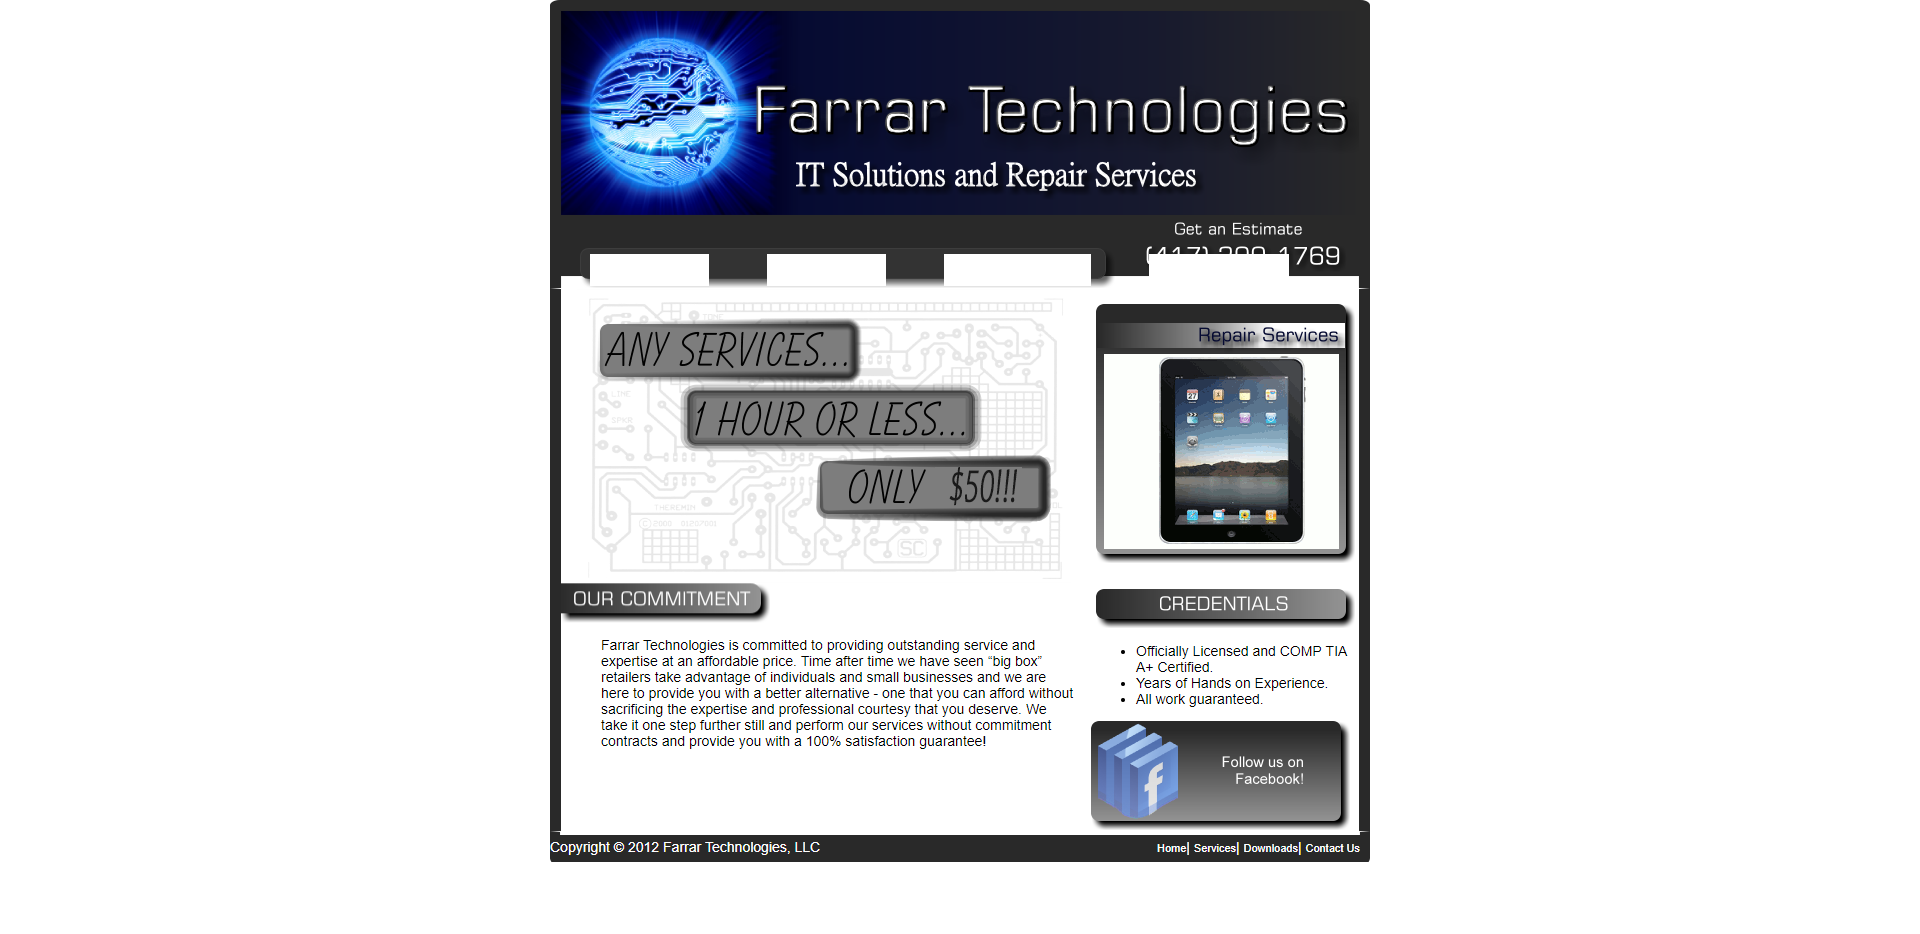 Farrar Technologies
IT Solutions and Repair Services
Get an Estimate
1769
ANY SERVICES...
1 HOUR OR LESS...
ONLY $50!!!
Repair Services
OUR COMMITMENT
Farrar Technologies is committed to providing outstanding service and
expertise at an affordable price. Time after time we have seen “big box”
retailers take advantage of individuals and small businesses and we are
here to provide you with a better alternative - one that you can afford without
sacrificing the expertise and professional courtesy that you deserve. We
take it one step further still and perform our services without commitment
contracts and provide you with a 100% satisfaction guarantee!
CREDENTIALS
• Officially Licensed and COMP TIA
A+ Certified.
• Years of Hands on Experience.
• All work guaranteed.
Follow us on
Facebook!
Copyright © 2012 Farrar Technologies, LLC
Home| Services| Downloads| Contact Us